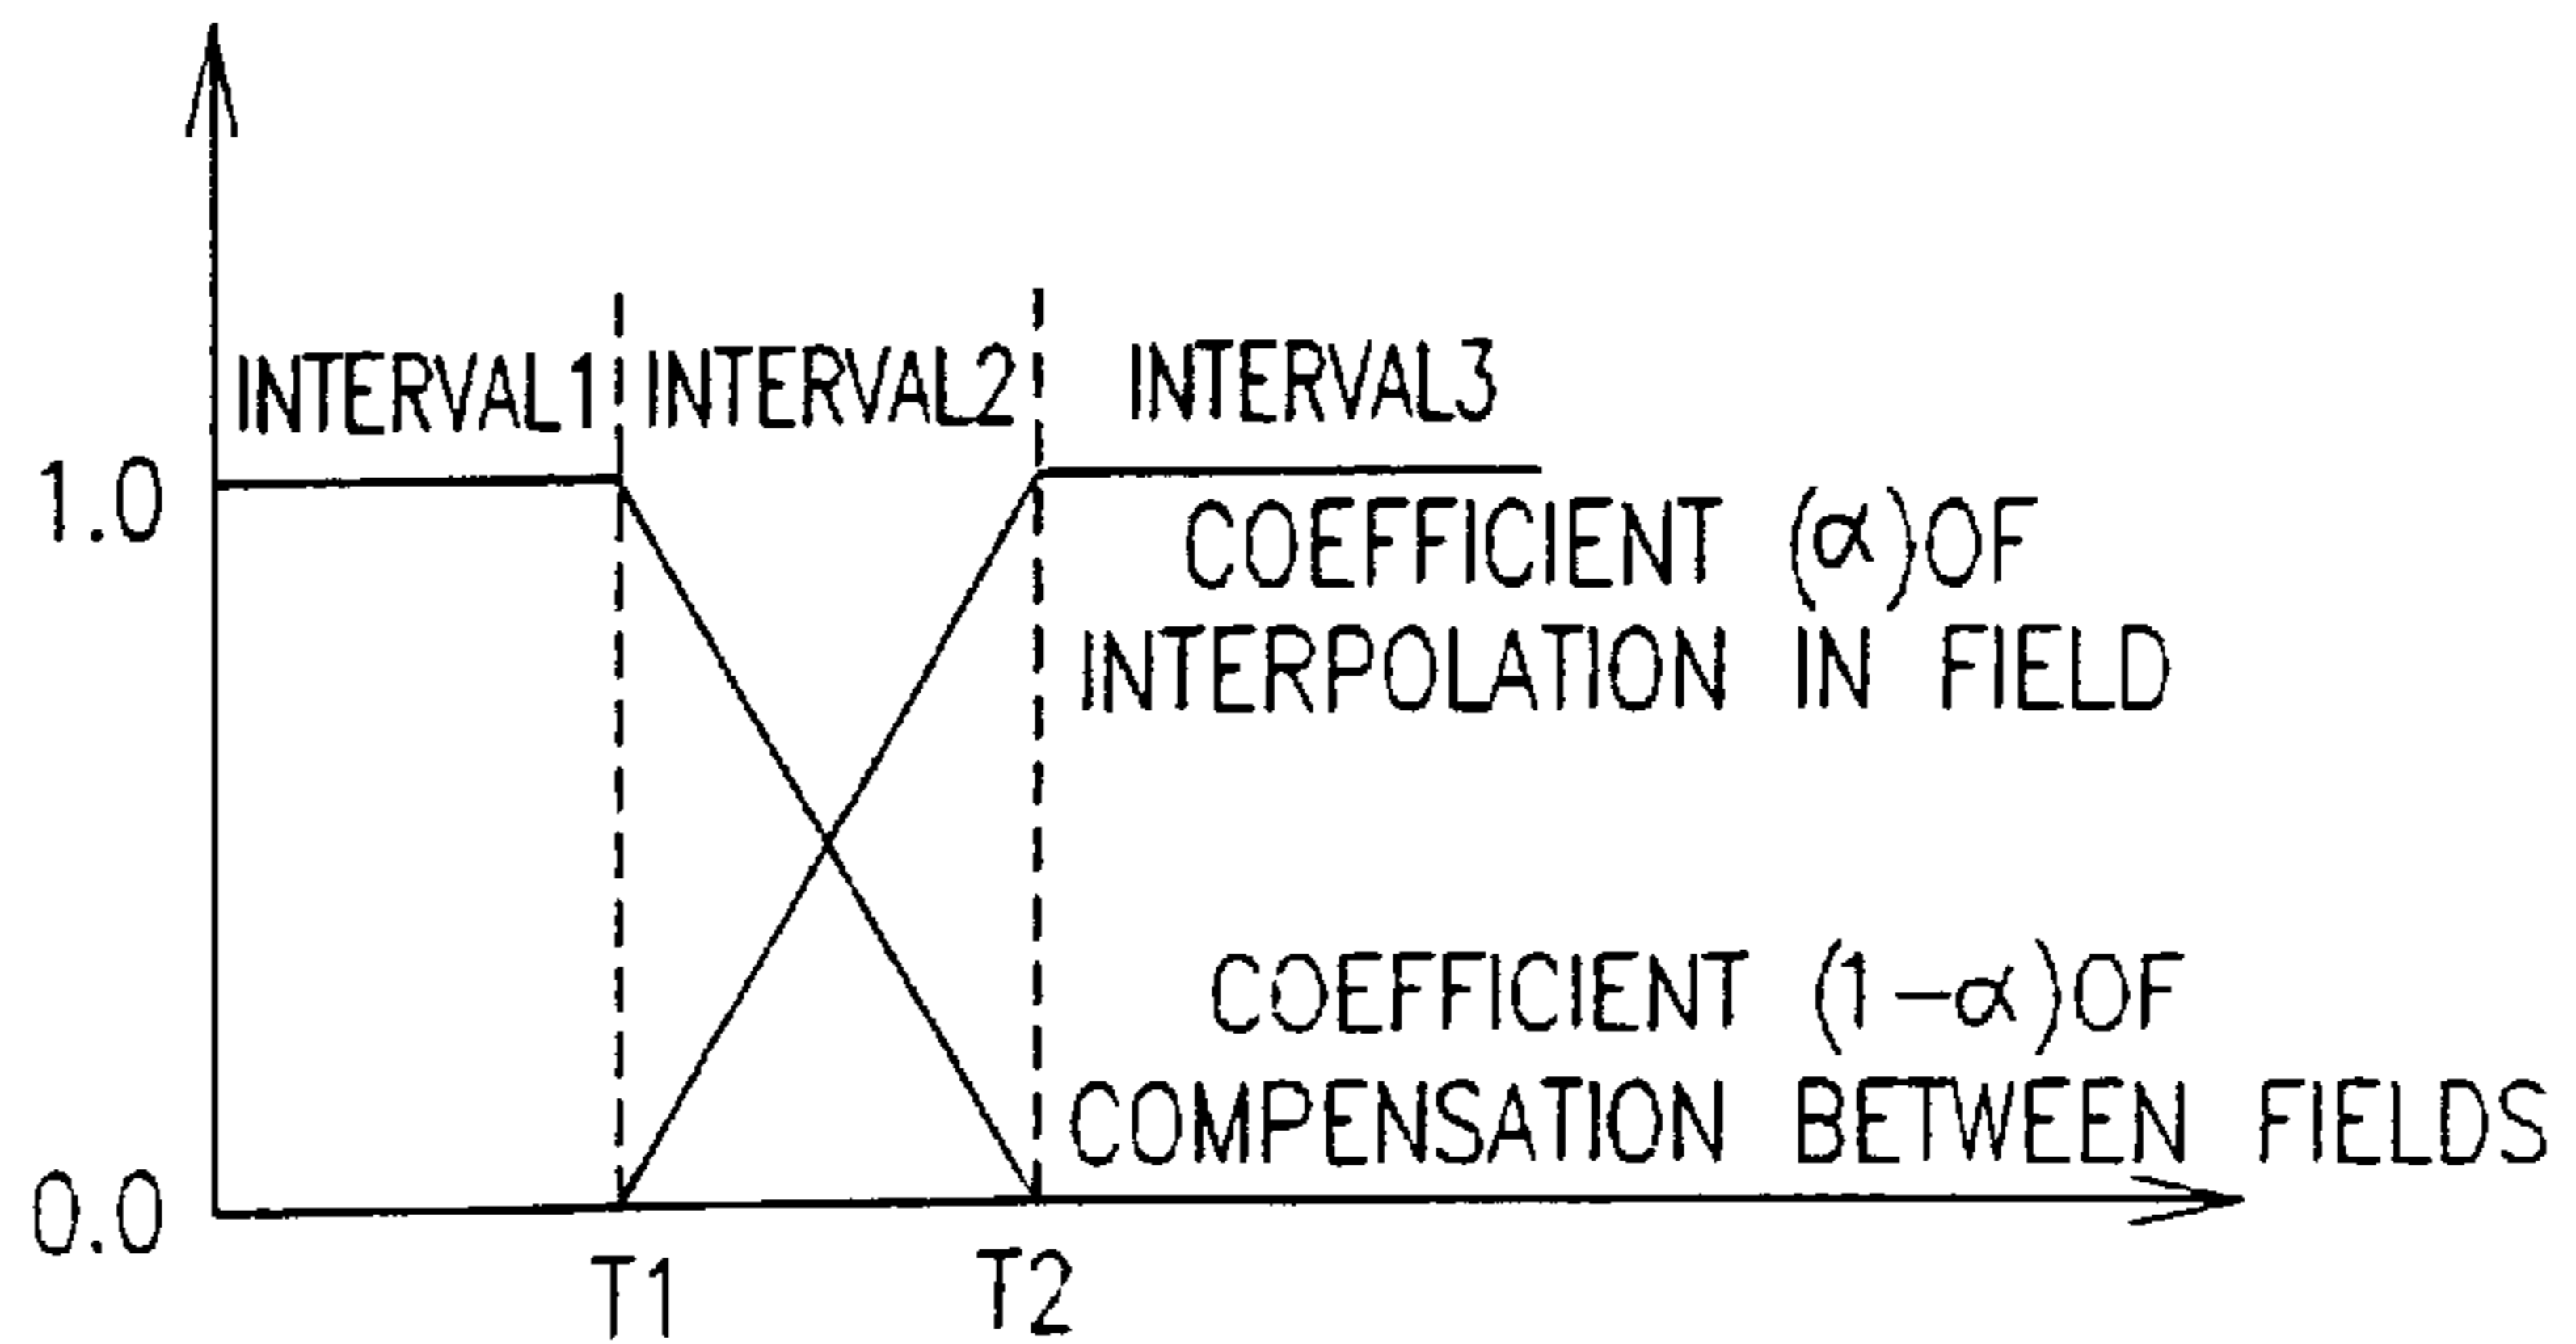 INTERVAL1 INTERVAL2 INTERVAL3
1.0
COEFFICIENT (α) OF
INTERPOLATION IN FIELD
COEFFICIENT (1-α) OF
COMPENSATION BETWEEN FIELDS
0.0
T1 T2